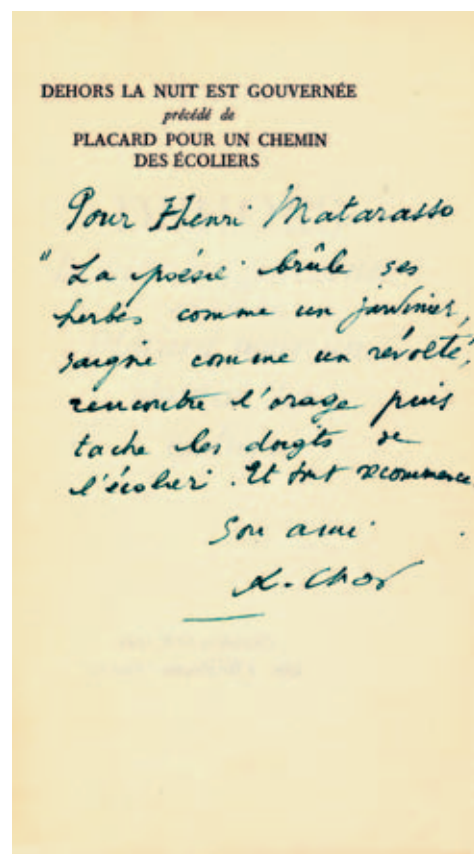 DEHORS LA NUIT EST GOUVERNÉE
précédé de
PLACARD POUR UN CHEMIN
DES ÉCOLIERS
Pour Henri Matarasso
" La poésie brûle ses
herbes comme un jardinier,
saigne comme un révolté,
rencontre l'orage puis
tache les doigts de
l'écolier. Et tout recommence
Son ami
R. Char